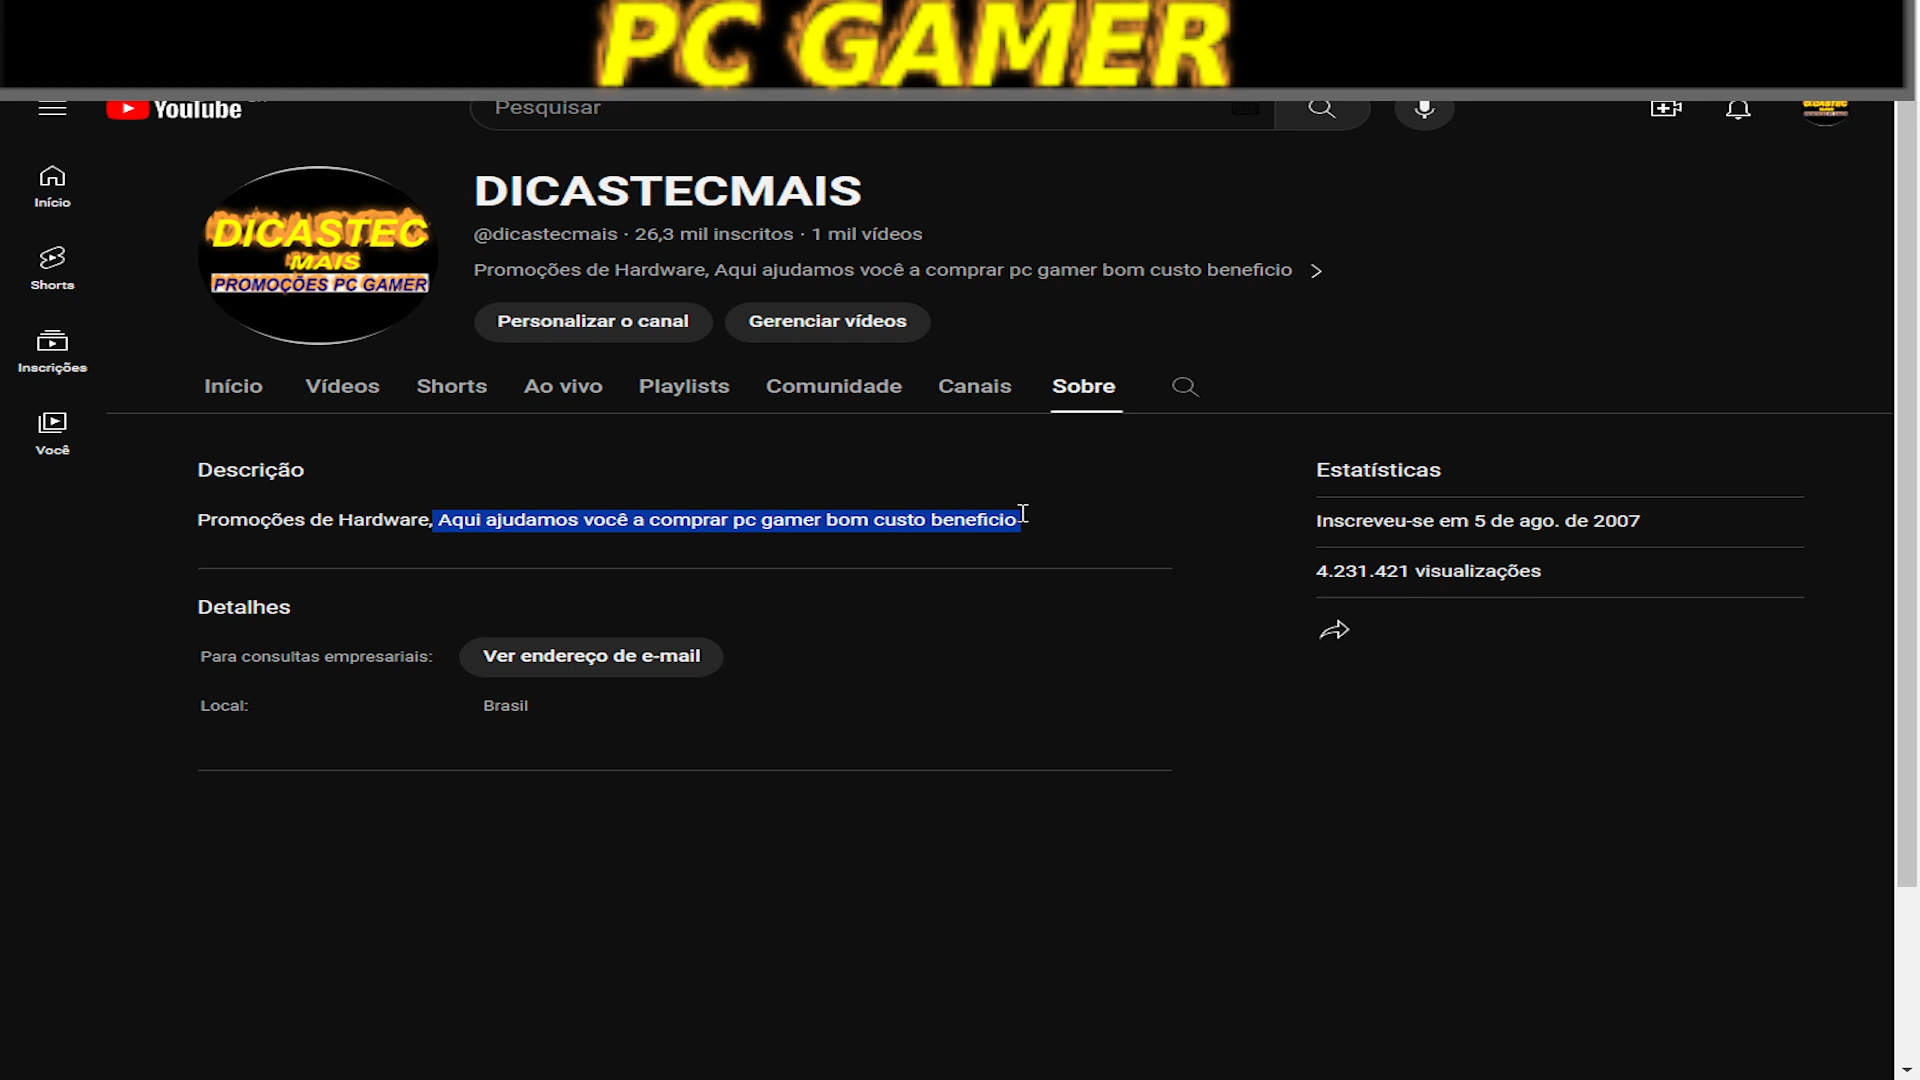 PC GAMER
YouTube
Pesquisar
DICASTEC
MAIS
PROMOÇÕES PC GAMER
DICASTECMAIS
@dicastecmais · 26,3 mil inscritos · 1 mil vídeos
Promoções de Hardware, Aqui ajudamos você a comprar pc gamer bom custo beneficio
Personalizar o canal
Gerenciar vídeos
Início
Shorts
Inscrições
Você
Início Vídeos Shorts Ao vivo Playlists Comunidade Canais Sobre
Descrição
Promoções de Hardware, Aqui ajudamos você a comprar pc gamer bom custo beneficio
Detalhes
Para consultas empresariais: Ver endereço de e-mail
Local: Brasil
Estatísticas
Inscreveu-se em 5 de ago. de 2007
4.231.421 visualizações